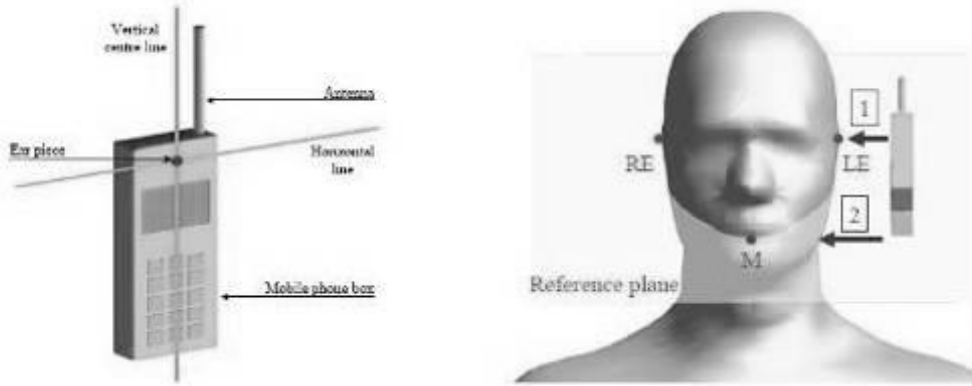 Vertical
centre line
Antenna
Ear piece
Horizontal
line
Mobile phone box
1
RE
LE
2
M
Reference plane